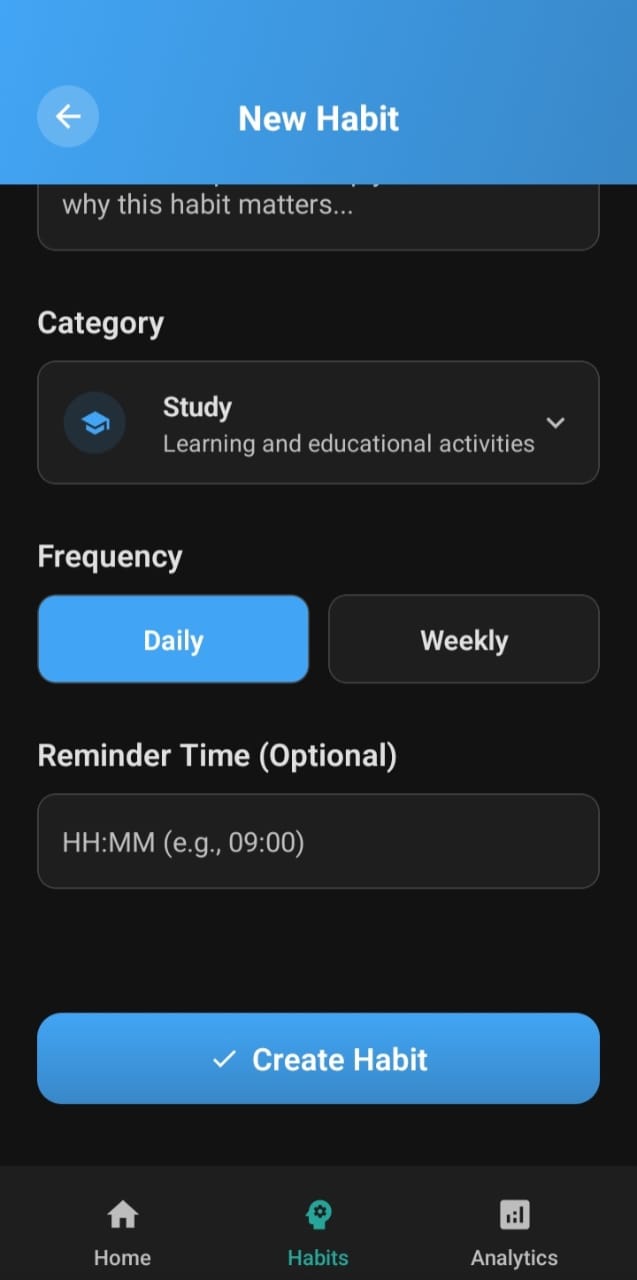 New Habit
why this habit matters...
Category
Study
Learning and educational activities
Frequency
Daily
Weekly
Reminder Time (Optional)
HH:MM (e.g., 09:00)
Create Habit
Home
Habits
Analytics